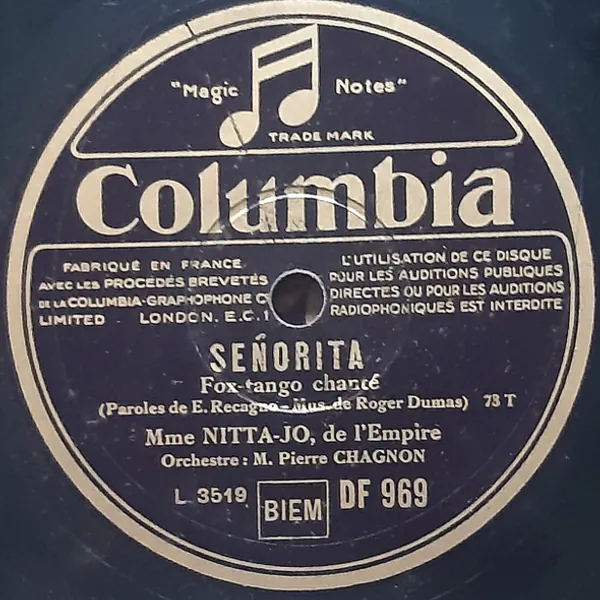 "Magic Notes"
TRADE MARK
Columbia
FABRIQUÉ EN FRANCE
AVEC LES PROCÉDÉS BREVETÉS
DE LA COLUMBIA-GRAPHOPHONE Cº
LIMITED LONDON. E.C.1
L'UTILISATION DE CE DISQUE
POUR LES AUDITIONS PUBLIQUES
DIRECTES OU POUR LES AUDITIONS
RADIOPHONIQUES EST INTERDITE
SEÑORITA
Fox-tango chanté
(Paroles de E. Recagno - Mus. de Roger Dumas) 78 T
Mme NITTA-JO, de l'Empire
Orchestre : M. Pierre CHAGNON
L 3519 BIEM DF 969